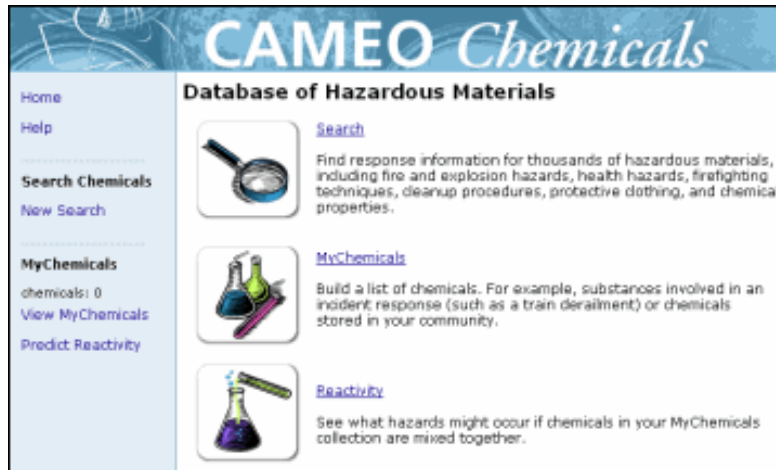 CAMEO Chemicals
Home
Help
Search Chemicals
New Search
MyChemicals
chemicals: 0
View MyChemicals
Predict Reactivity
Database of Hazardous Materials
Search
Find response information for thousands of hazardous materials,
including fire and explosion hazards, health hazards, firefighting
techniques, cleanup procedures, protective clothing, and chemica
properties.
MyChemicals
Build a list of chemicals. For example, substances involved in an
incident response (such as a train derailment) or chemicals
stored in your community.
Reactivity
See what hazards might occur if chemicals in your MyChemicals
collection are mixed together.